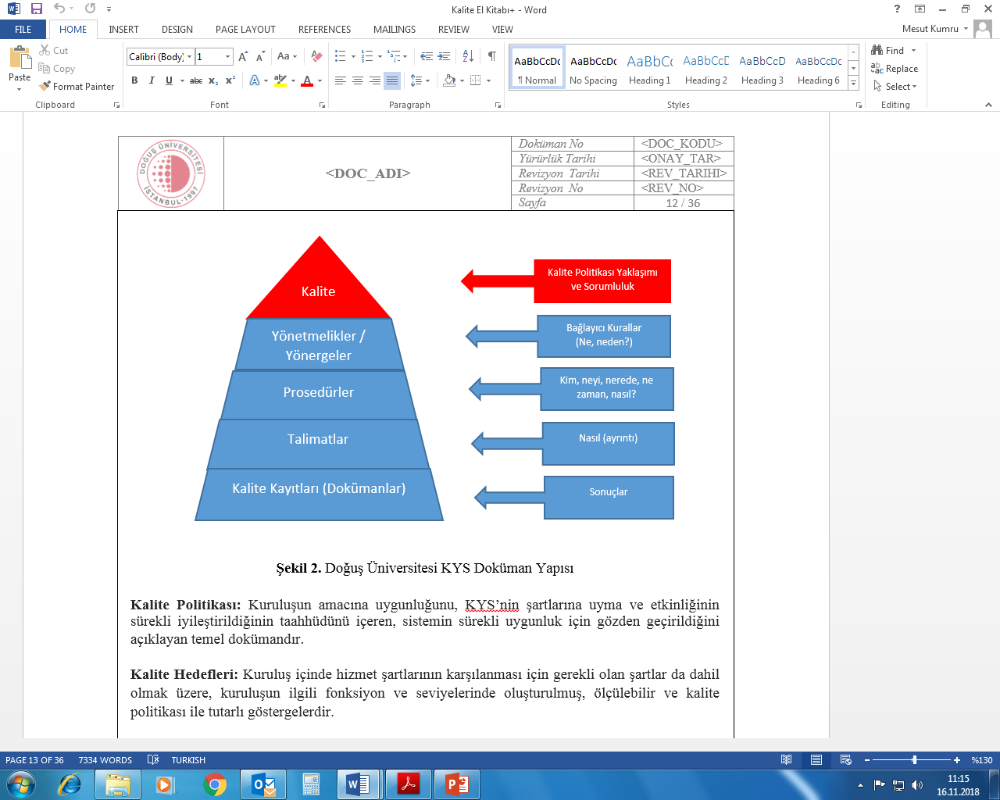 Kalite El Kitabı+ - Word
FILE
HOME
INSERT
DESIGN
PAGE LAYOUT
REFERENCES
MAILINGS
REVIEW
VIEW
Mesut Kumru
Paste
Cut
Copy
Format Painter
Clipboard
Calibri (Body)
1
Font
Paragraph
AaBbCcDc
¶ Normal
AaBbCcDc
No Spacing
AaBbCc
Heading 1
AaBbCcD
Heading 2
AaBbCcD
Heading 3
AaBbCcDc
Heading 6
Styles
Find
Replace
Select
Editing
DOĞUŞ ÜNİVERSİTESİ
İSTANBUL-1997
<DOC_ADI>
Doküman No
<DOC_KODU>
Yürürlük Tarihi
<ONAY_TAR>
Revizyon Tarihi
<REV_TARIHI>
Revizyon No
<REV_NO>
Sayfa
12 / 36
Kalite
Kalite Politikası Yaklaşımı
ve Sorumluluk
Yönetmelikler /
Yönergeler
Bağlayıcı Kurallar
(Ne, neden?)
Prosedürler
Kim, neyi, nerede, ne
zaman, nasıl?
Talimatlar
Nasıl (ayrıntı)
Kalite Kayıtları (Dokümanlar)
Sonuçlar
Şekil 2. Doğuş Üniversitesi KYS Doküman Yapısı
Kalite Politikası: Kuruluşun amacına uygunluğunu, KYS’nin şartlarına uyma ve etkinliğinin
sürekli iyileştirildiğinin taahhüdünü içeren, sistemin sürekli uygunluk için gözden geçirildiğini
açıklayan temel dokümandır.
Kalite Hedefleri: Kuruluş içinde hizmet şartlarının karşılanması için gerekli olan şartlar da dahil
olmak üzere, kuruluşun ilgili fonksiyon ve seviyelerinde oluşturulmuş, ölçülebilir ve kalite
politikası ile tutarlı göstergelerdir.
PAGE 13 OF 36
7334 WORDS
TURKISH
%130
11:15
16.11.2018